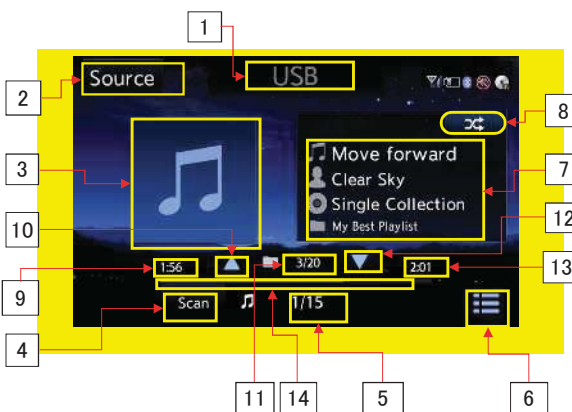 1
USB
2
Source
8
3
Move forward
7
Clear Sky
Single Collection
My Best Playlist
10
12
1:56
3/20
2:01
13
9
Scan
1/15
4
11
14
5
6